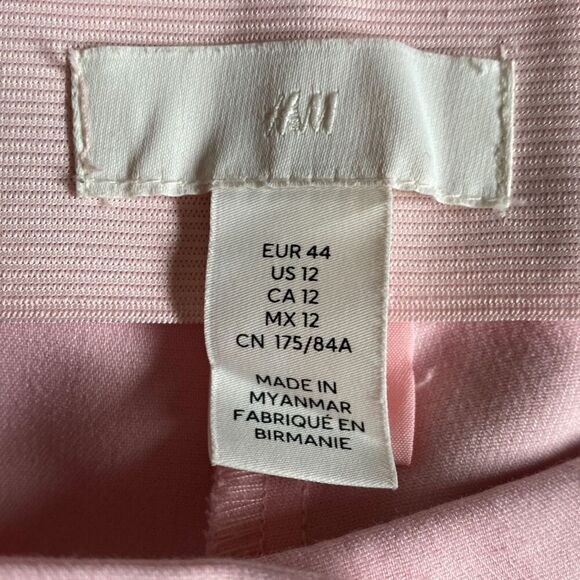 H&M
EUR 44
US 12
CA 12
MX 12
CN 175/84A
MADE IN
MYANMAR
FABRIQUÉ EN
BIRMANIE